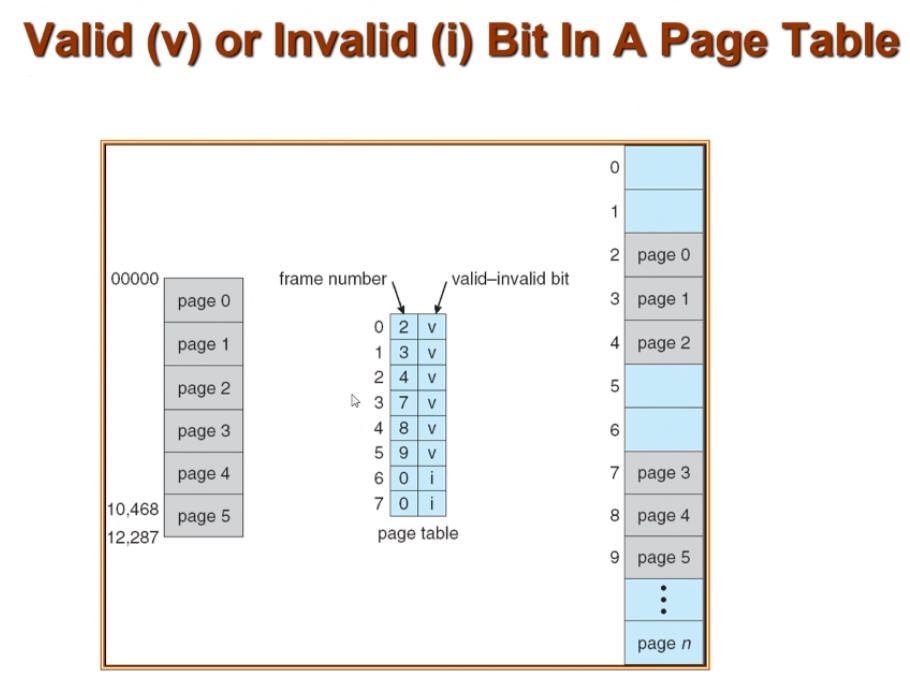 Valid (v) or Invalid (i) Bit In A Page Table
00000
page 0
page 1
page 2
page 3
page 4
10,468
page 5
12,287
frame number
valid–invalid bit
0 2 v
1 3 v
2 4 v
3 7 v
4 8 v
5 9 v
6 0 i
7 0 i
page table
0
1
2 page 0
3 page 1
4 page 2
5
6
7 page 3
8 page 4
9 page 5
page n